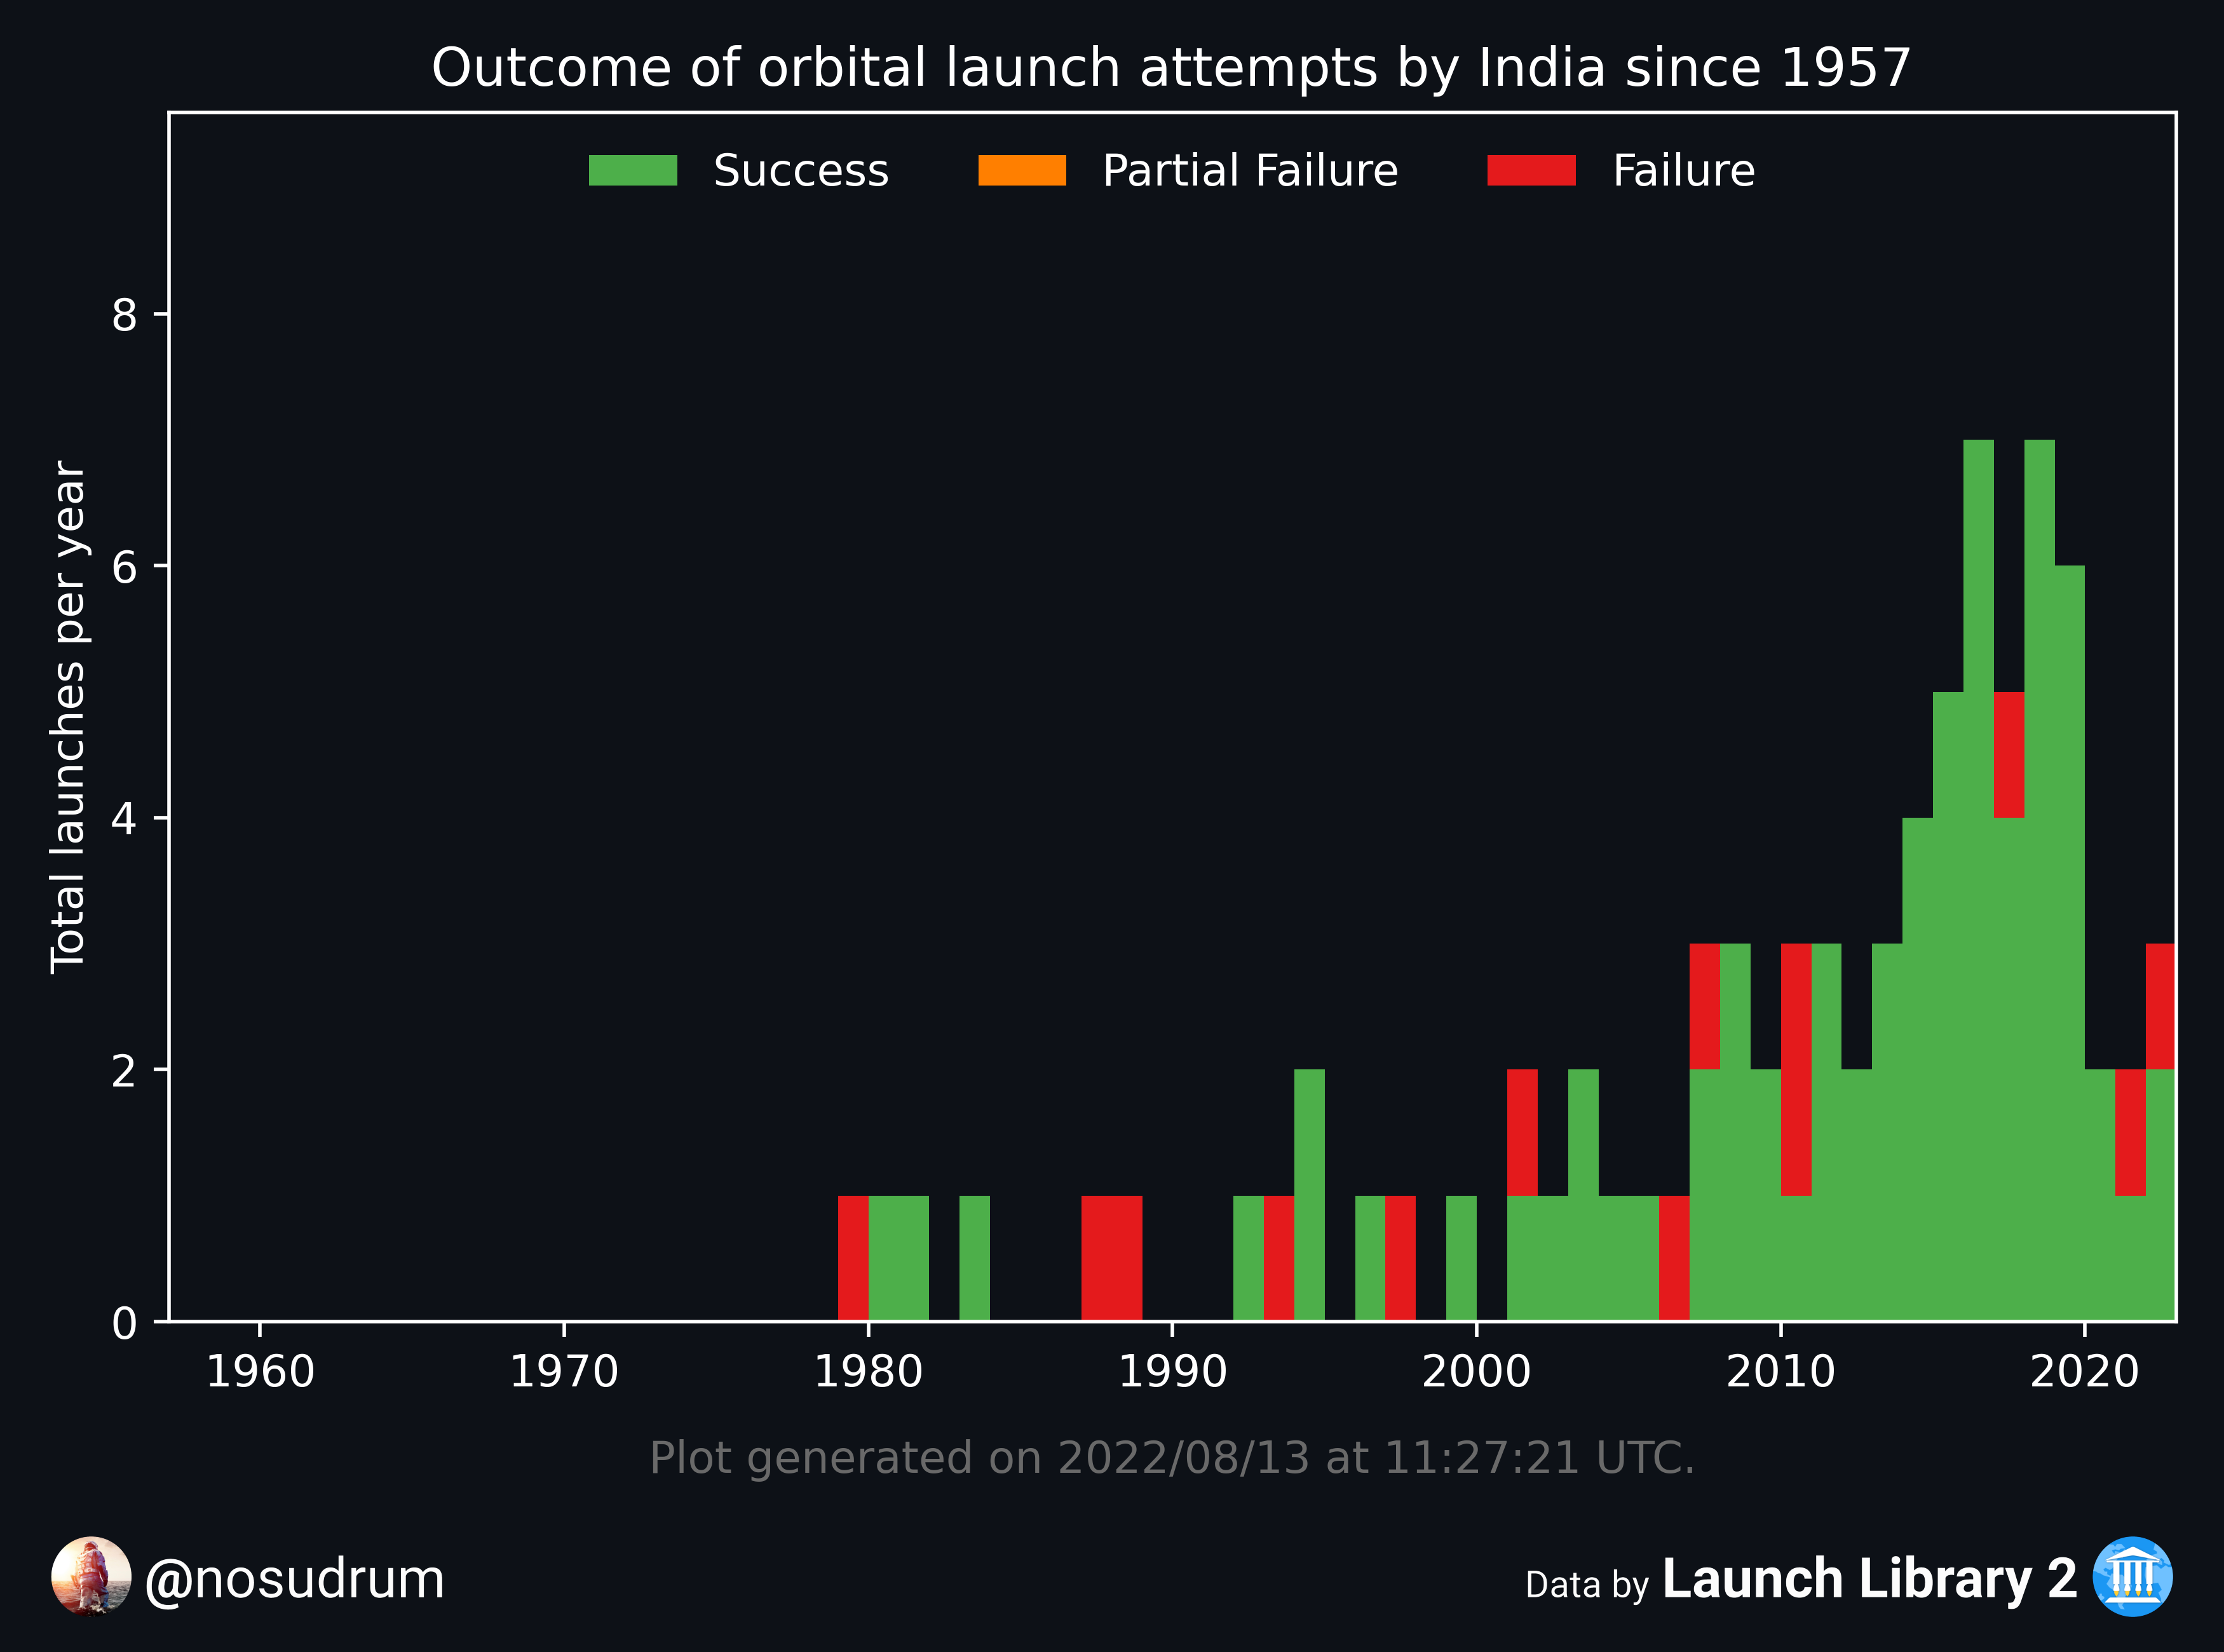 Outcome of orbital launch attempts by India since 1957
Success Partial Failure Failure
Total launches per year
8
6
4
2
0
1960 1970 1980 1990 2000 2010 2020
Plot generated on 2022/08/13 at 11:27:21 UTC.
@nosudrum
Data by Launch Library 2